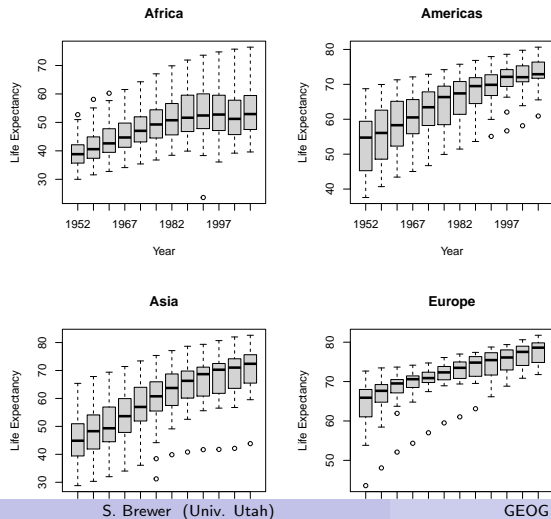 Africa
Life Expectancy
70
60
50
40
30
1952 1967 1982 1997
Year
Americas
Life Expectancy
80
70
60
50
40
1952 1967 1982 1997
Year
Asia
Life Expectancy
80
70
60
50
40
30
Europe
Life Expectancy
80
70
60
50
S. Brewer (Univ. Utah) GEOG